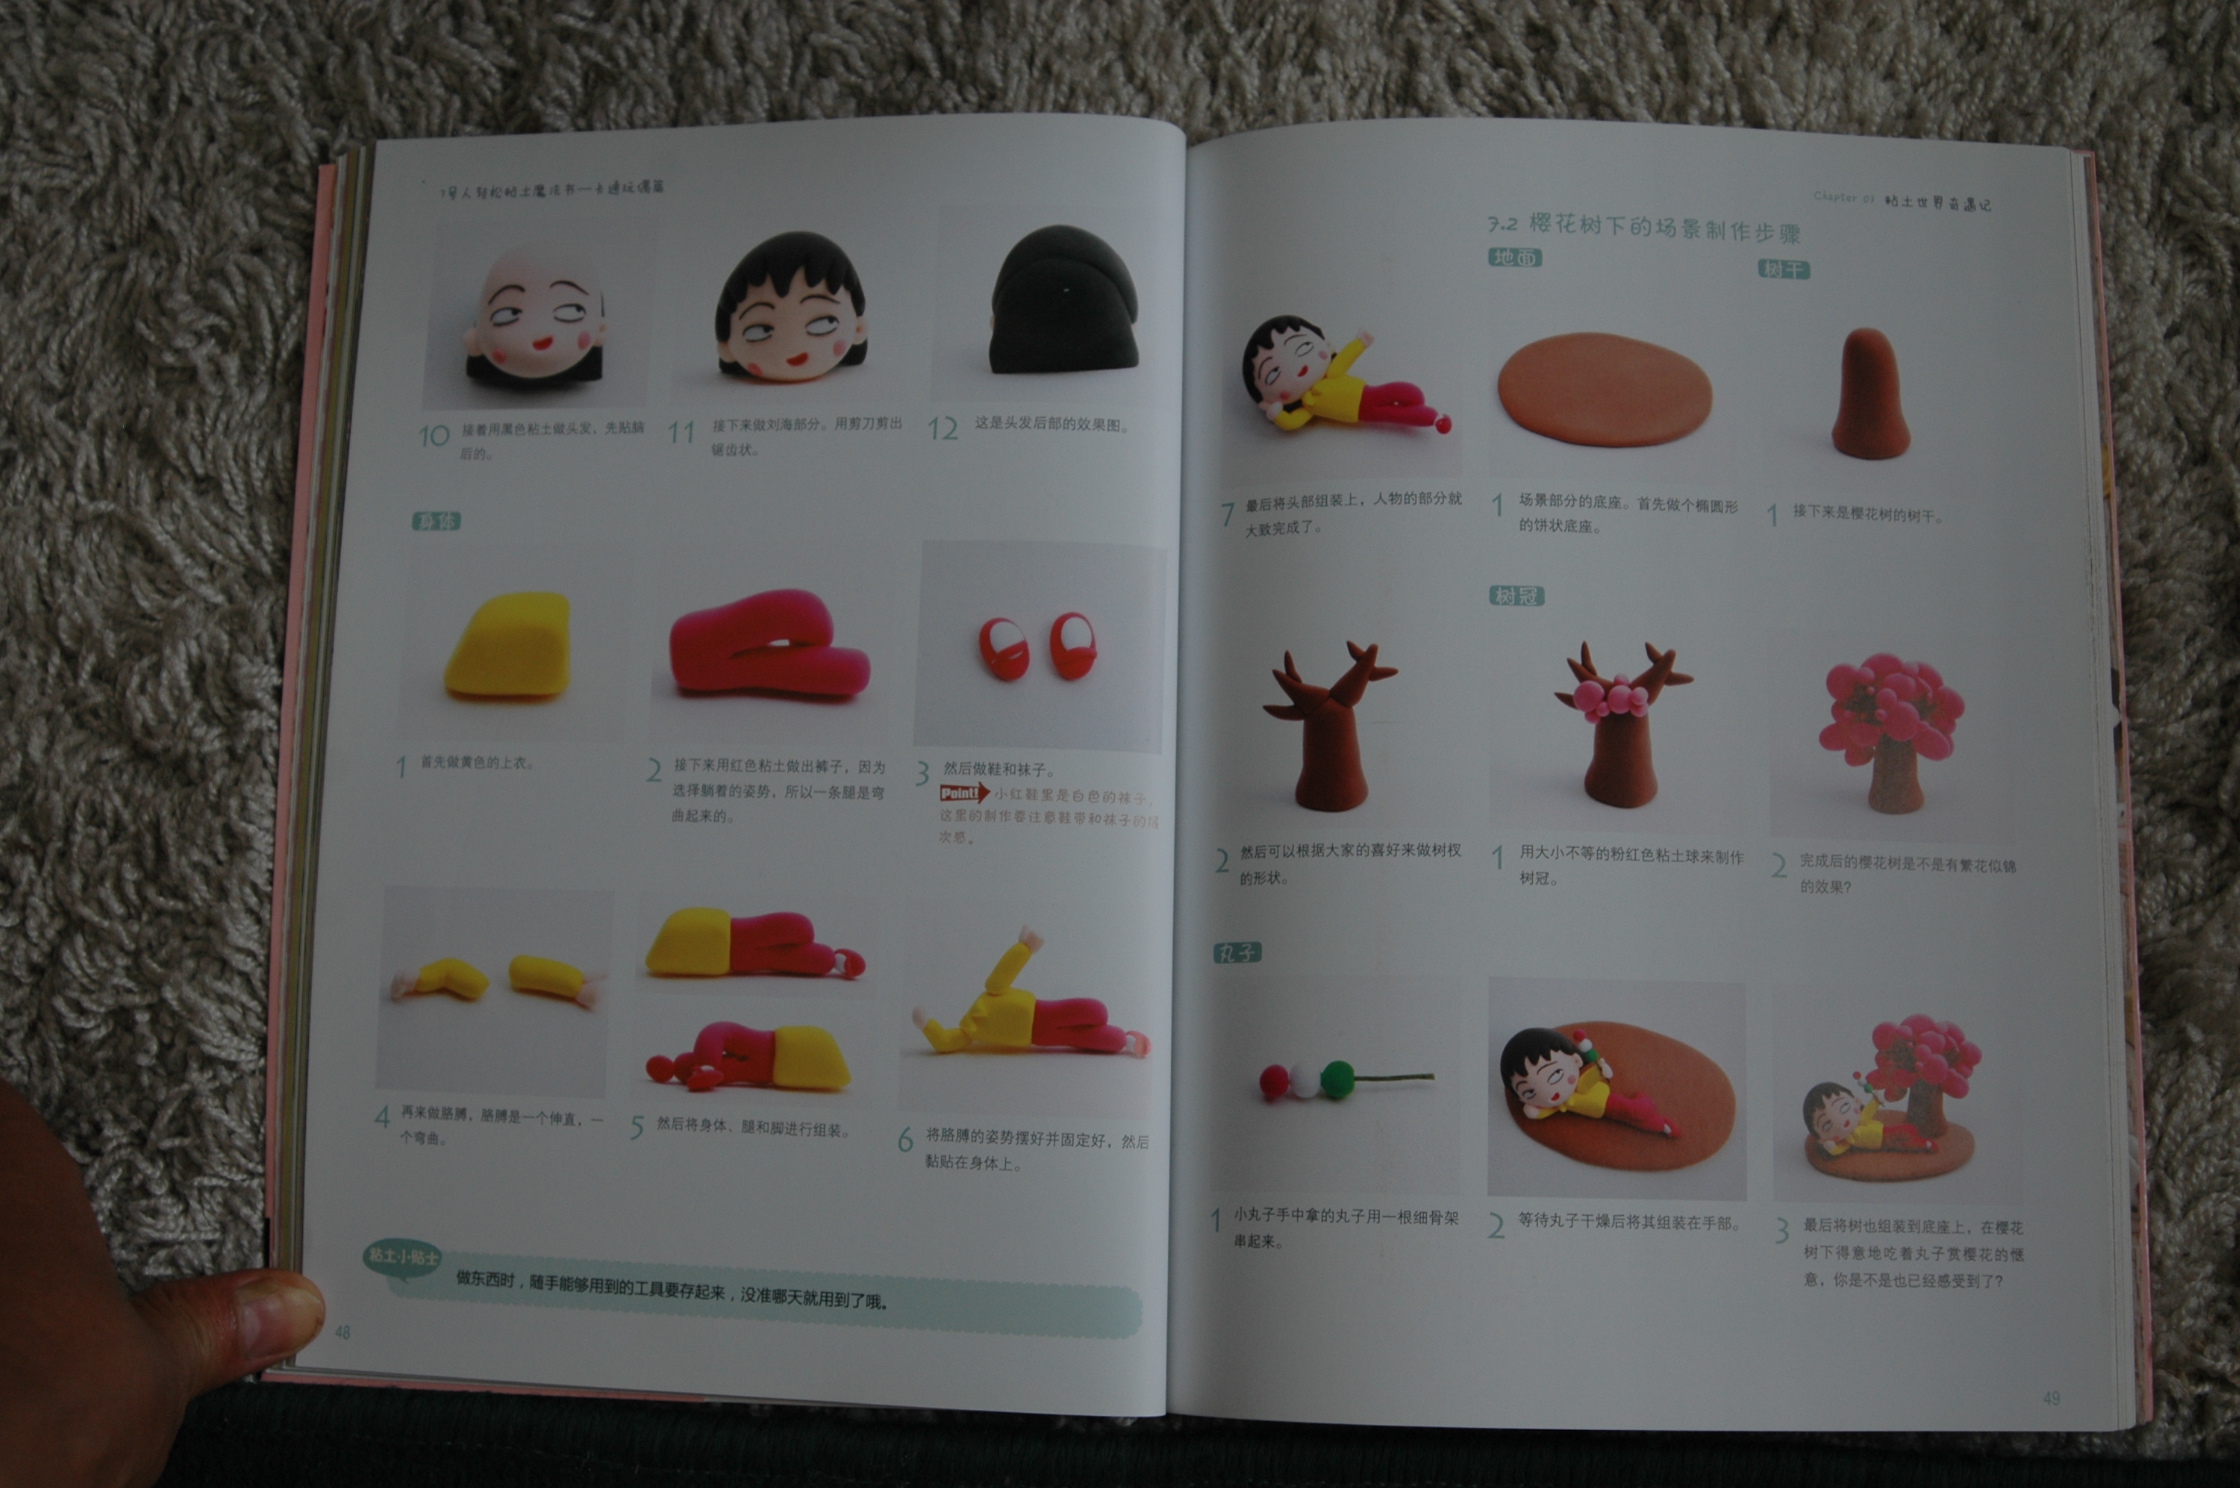 7号人轻松粘土魔法书—卡通玩偶篇
10 接着用黑色粘土做头发，先贴脑
后的。
11 接下来做刘海部分。用剪刀剪出
锯齿状。
12 这是头发后部的效果图。
身体
1 首先做黄色的上衣。
2 接下来用红色粘土做出裤子，因为
选择躺着的姿势，所以一条腿是弯
曲起来的。
3 然后做鞋和袜子。
Point! 小红鞋里是白色的袜子，
这里的制作要注意鞋带和袜子的层
次感。
4 再来做胳膊，胳膊是一个伸直，一
个弯曲。
5 然后将身体、腿和脚进行组装。
6 将胳膊的姿势摆好并固定好，然后
黏贴在身体上。
粘土小贴士
做东西时，随手能够用到的工具要存起来，没准哪天就用到了哦。
48
Chapter 03 粘土世界奇遇记
7.2 樱花树下的场景制作步骤
7 最后将头部组装上，人物的部分就
大致完成了。
地面
1 场景部分的底座。首先做个椭圆形
的饼状底座。
树干
1 接下来是樱花树的树干。
2 然后可以根据大家的喜好来做树杈
的形状。
树冠
1 用大小不等的粉红色粘土球来制作
树冠。
2 完成后的樱花树是不是有繁花似锦
的效果？
丸子
1 小丸子手中拿的丸子用一根细骨架
串起来。
2 等待丸子干燥后将其组装在手部。
3 最后将树也组装到底座上，在樱花
树下得意地吃着丸子赏樱花的惬
意，你是不是也已经感受到了？
49